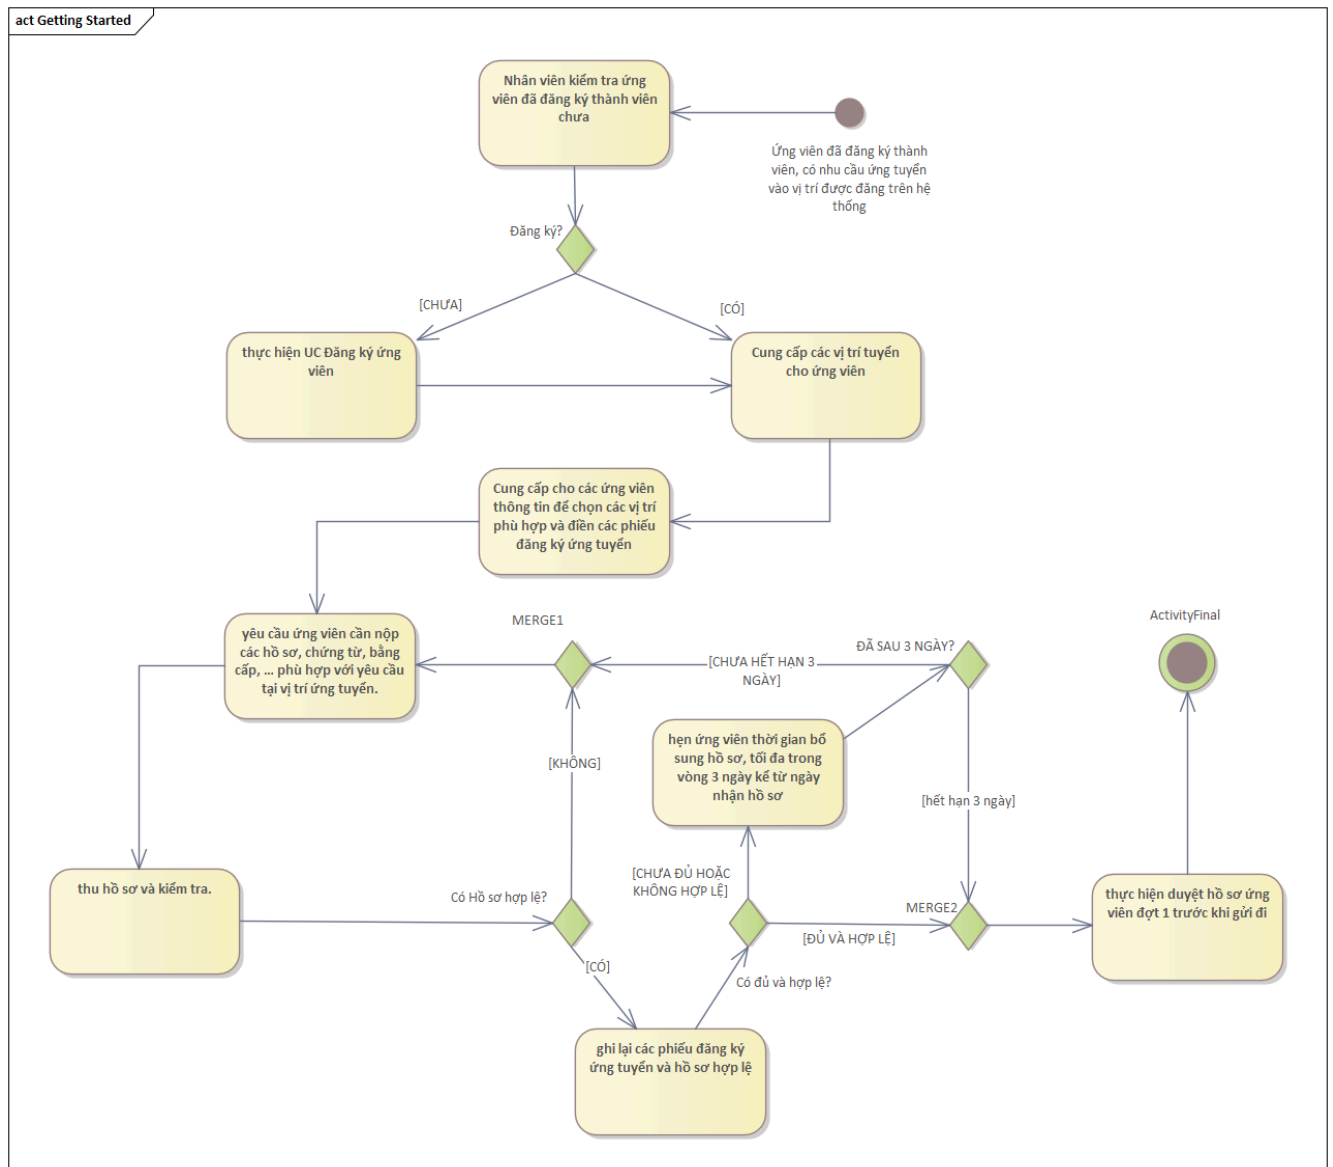 act Getting Started
Nhân viên kiểm tra ứng
viên đã đăng ký thành viên
chưa
Ứng viên đã đăng ký thành
viên, có nhu cầu ứng tuyển
vào vị trí được đăng trên hệ
thống
Đăng ký?
[CHƯA]
[CÓ]
thực hiện UC Đăng ký ứng
viên
Cung cấp các vị trí tuyển
cho ứng viên
Cung cấp cho các ứng viên
thông tin để chọn các vị trí
phù hợp và điền các phiếu
đăng ký ứng tuyển
yêu cầu ứng viên cần nộp
các hồ sơ, chứng từ, bằng
cấp, ... phù hợp với yêu cầu
tại vị trí ứng tuyển.
MERGE1
[CHƯA HẾT HẠN 3
NGÀY]
ĐÃ SAU 3 NGÀY?
ActivityFinal
[KHÔNG]
hẹn ứng viên thời gian bổ
sung hồ sơ, tối đa trong
vòng 3 ngày kể từ ngày
nhận hồ sơ
[hết hạn 3 ngày]
thu hồ sơ và kiểm tra.
Có Hồ sơ hợp lệ?
[CHƯA ĐỦ HOẶC
KHÔNG HỢP LỆ]
MERGE2
thực hiện duyệt hồ sơ ứng
viên đợt 1 trước khi gửi đi
[ĐỦ VÀ HỢP LỆ]
[CÓ]
Có đủ và hợp lệ?
ghi lại các phiếu đăng ký
ứng tuyển và hồ sơ hợp lệ